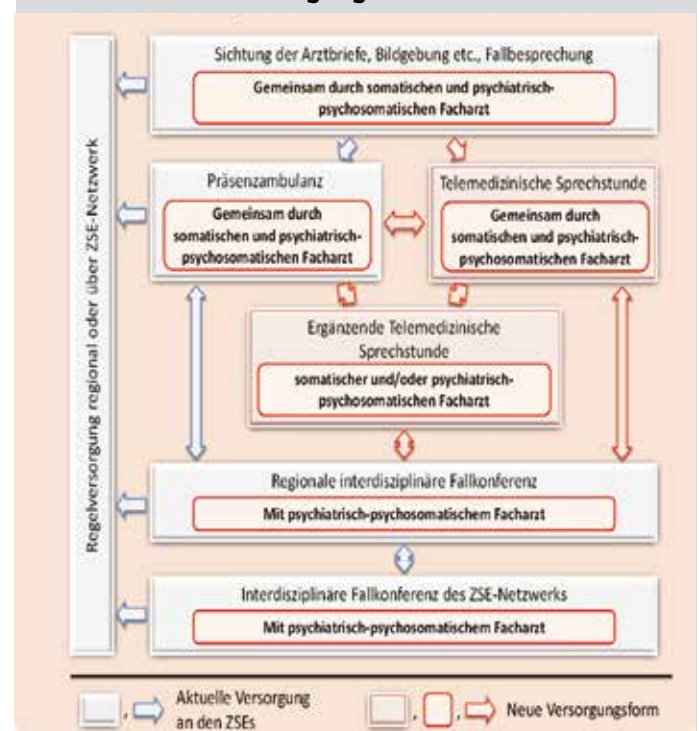 Sichtung der Arztbriefe, Bildgebung etc., Fallbesprechung
Gemeinsam durch somatischen und psychiatrisch-
psychosomatischen Facharzt
Regelversorgung regional oder über ZSE-Netzwerk
Präsenzambulanz
Gemeinsam durch
somatischen und psychiatrisch-
psychosomatischen Facharzt
Telemedizinische Sprechstunde
Gemeinsam durch
somatischen und psychiatrisch-
psychosomatischen Facharzt
Ergänzende Telemedizinische
Sprechstunde
somatischer und/oder psychiatrisch-
psychosomatischen Facharzt
Regionale interdisziplinäre Fallkonferenz
Mit psychiatrisch-psychosomatischem Facharzt
Interdisziplinäre Fallkonferenz des ZSE-Netzwerks
Mit psychiatrisch-psychosomatischem Facharzt
Aktuelle Versorgung
an den ZSEs
Neue Versorgungsform